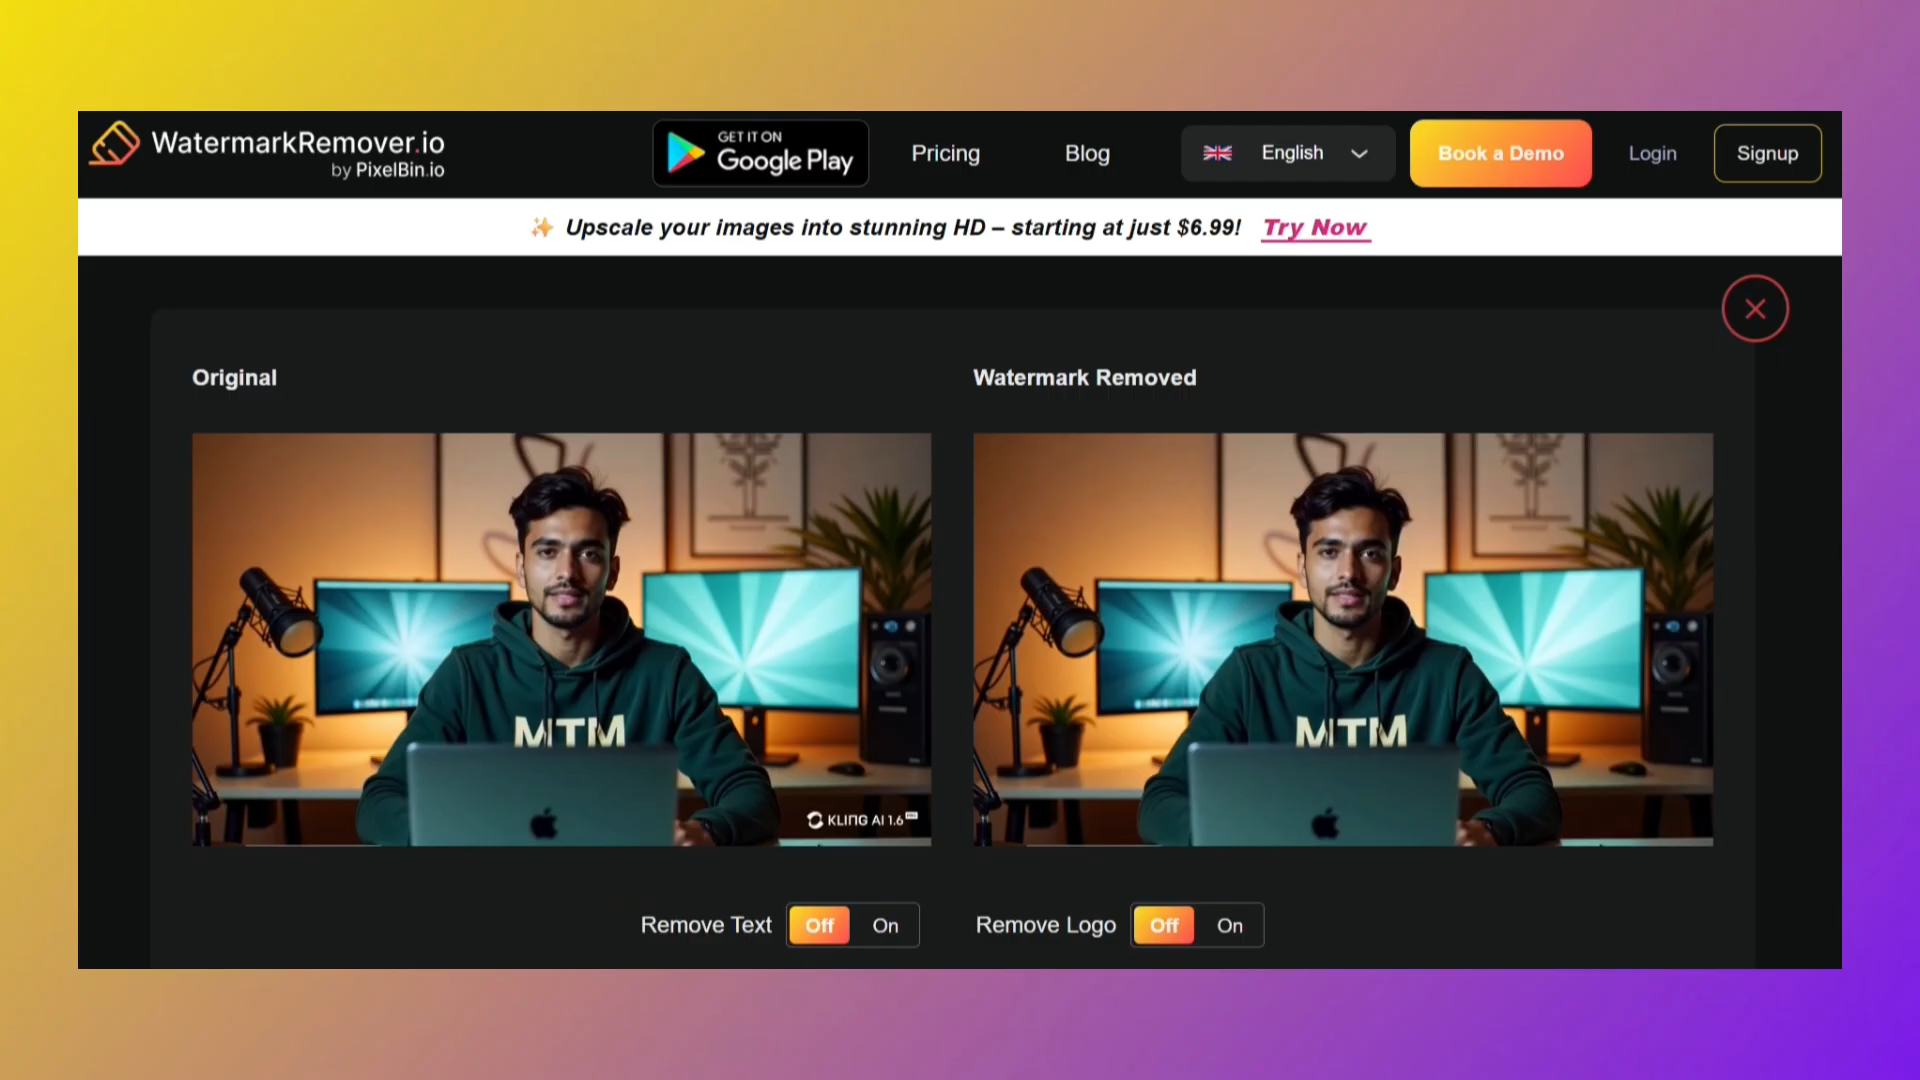 WatermarkRemover.io
by PixelBin.io
GET IT ON
Google Play
Pricing
Blog
English
Book a Demo
Login
Signup
✨ Upscale your images into stunning HD – starting at just $6.99! Try Now
Original
Watermark Removed
MTM
KLING AI 1.6
MTM
Remove Text Off On
Remove Logo Off On